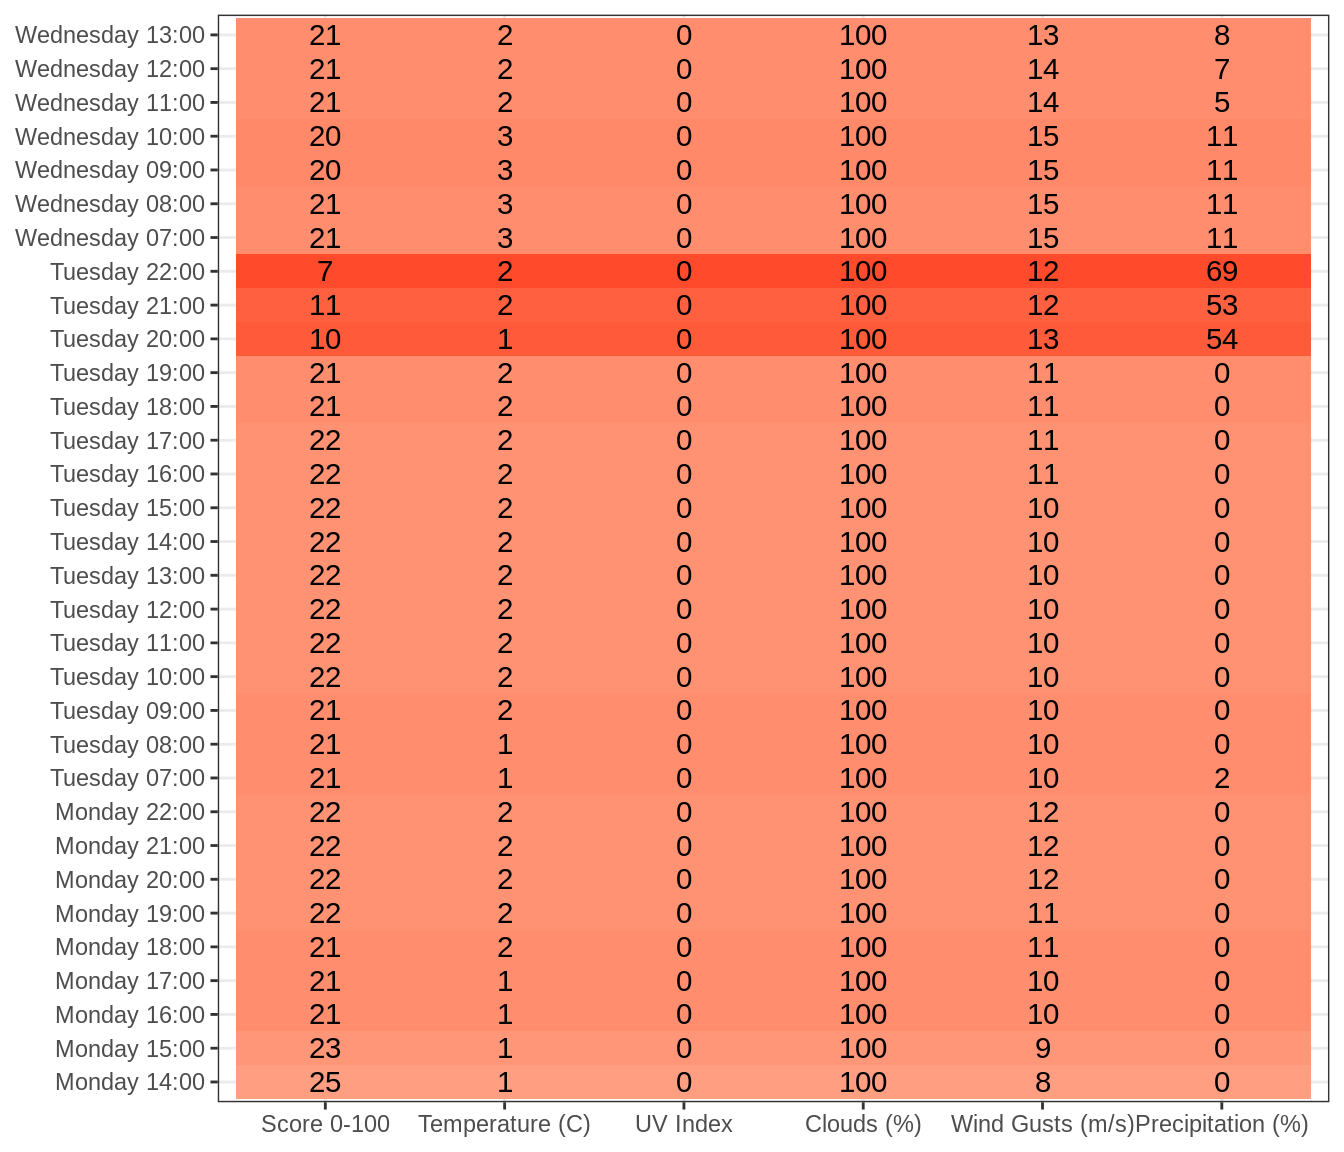 Wednesday 13:00 21 2 0 100 13 8
Wednesday 12:00 21 2 0 100 14 7
Wednesday 11:00 21 2 0 100 14 5
Wednesday 10:00 20 3 0 100 15 11
Wednesday 09:00 20 3 0 100 15 11
Wednesday 08:00 21 3 0 100 15 11
Wednesday 07:00 21 3 0 100 15 11
Tuesday 22:00 7 2 0 100 12 69
Tuesday 21:00 11 2 0 100 12 53
Tuesday 20:00 10 1 0 100 13 54
Tuesday 19:00 21 2 0 100 11 0
Tuesday 18:00 21 2 0 100 11 0
Tuesday 17:00 22 2 0 100 11 0
Tuesday 16:00 22 2 0 100 11 0
Tuesday 15:00 22 2 0 100 10 0
Tuesday 14:00 22 2 0 100 10 0
Tuesday 13:00 22 2 0 100 10 0
Tuesday 12:00 22 2 0 100 10 0
Tuesday 11:00 22 2 0 100 10 0
Tuesday 10:00 22 2 0 100 10 0
Tuesday 09:00 21 2 0 100 10 0
Tuesday 08:00 21 1 0 100 10 0
Tuesday 07:00 21 1 0 100 10 2
Monday 22:00 22 2 0 100 12 0
Monday 21:00 22 2 0 100 12 0
Monday 20:00 22 2 0 100 12 0
Monday 19:00 22 2 0 100 11 0
Monday 18:00 21 2 0 100 11 0
Monday 17:00 21 1 0 100 10 0
Monday 16:00 21 1 0 100 10 0
Monday 15:00 23 1 0 100 9 0
Monday 14:00 25 1 0 100 8 0
Score 0-100 Temperature (C) UV Index Clouds (%) Wind Gusts (m/s) Precipitation (%)